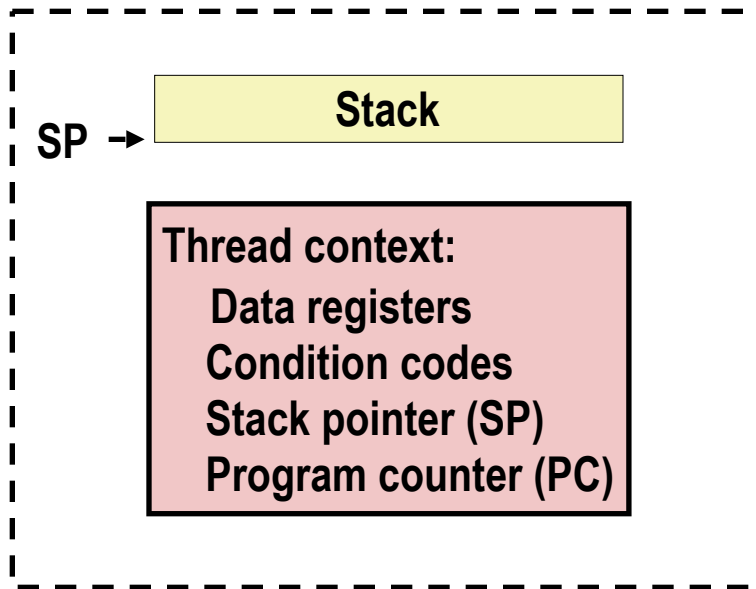 Stack
SP
Thread context:
Data registers
Condition codes
Stack pointer (SP)
Program counter (PC)